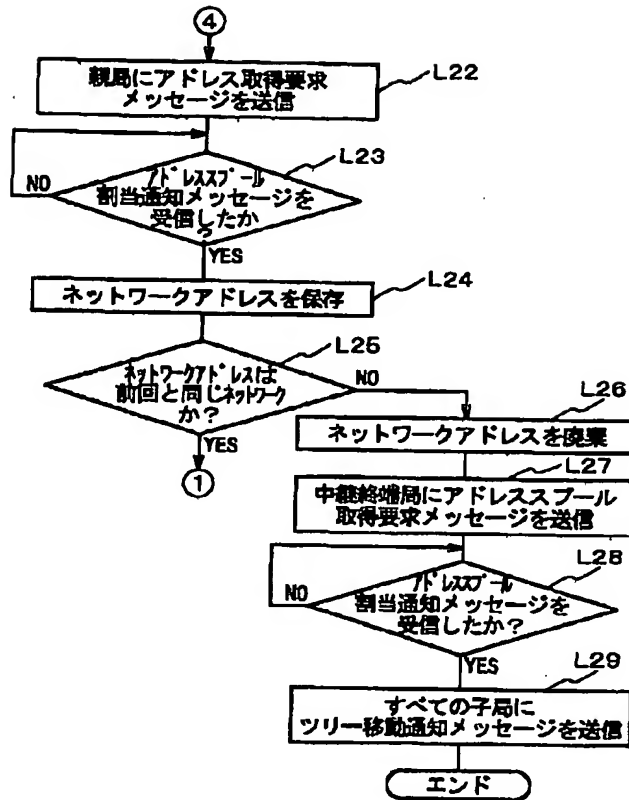 4
親局にアドレス取得要求
メッセージを送信
L22
L23
アドレススプール
割当通知メッセージを
受信したか
?
NO
YES
L24
ネットワークアドレスを保存
L25
ネットワークアドレスは
前回と同じネットワーク
か?
NO
YES
1
L26
ネットワークアドレスを廃棄
L27
中継終端局にアドレススプール
取得要求メッセージを送信
L28
アドレススプール
割当通知メッセージを
受信したか?
NO
YES
L29
すべての子局に
ツリー移動通知メッセージを送信
エンド